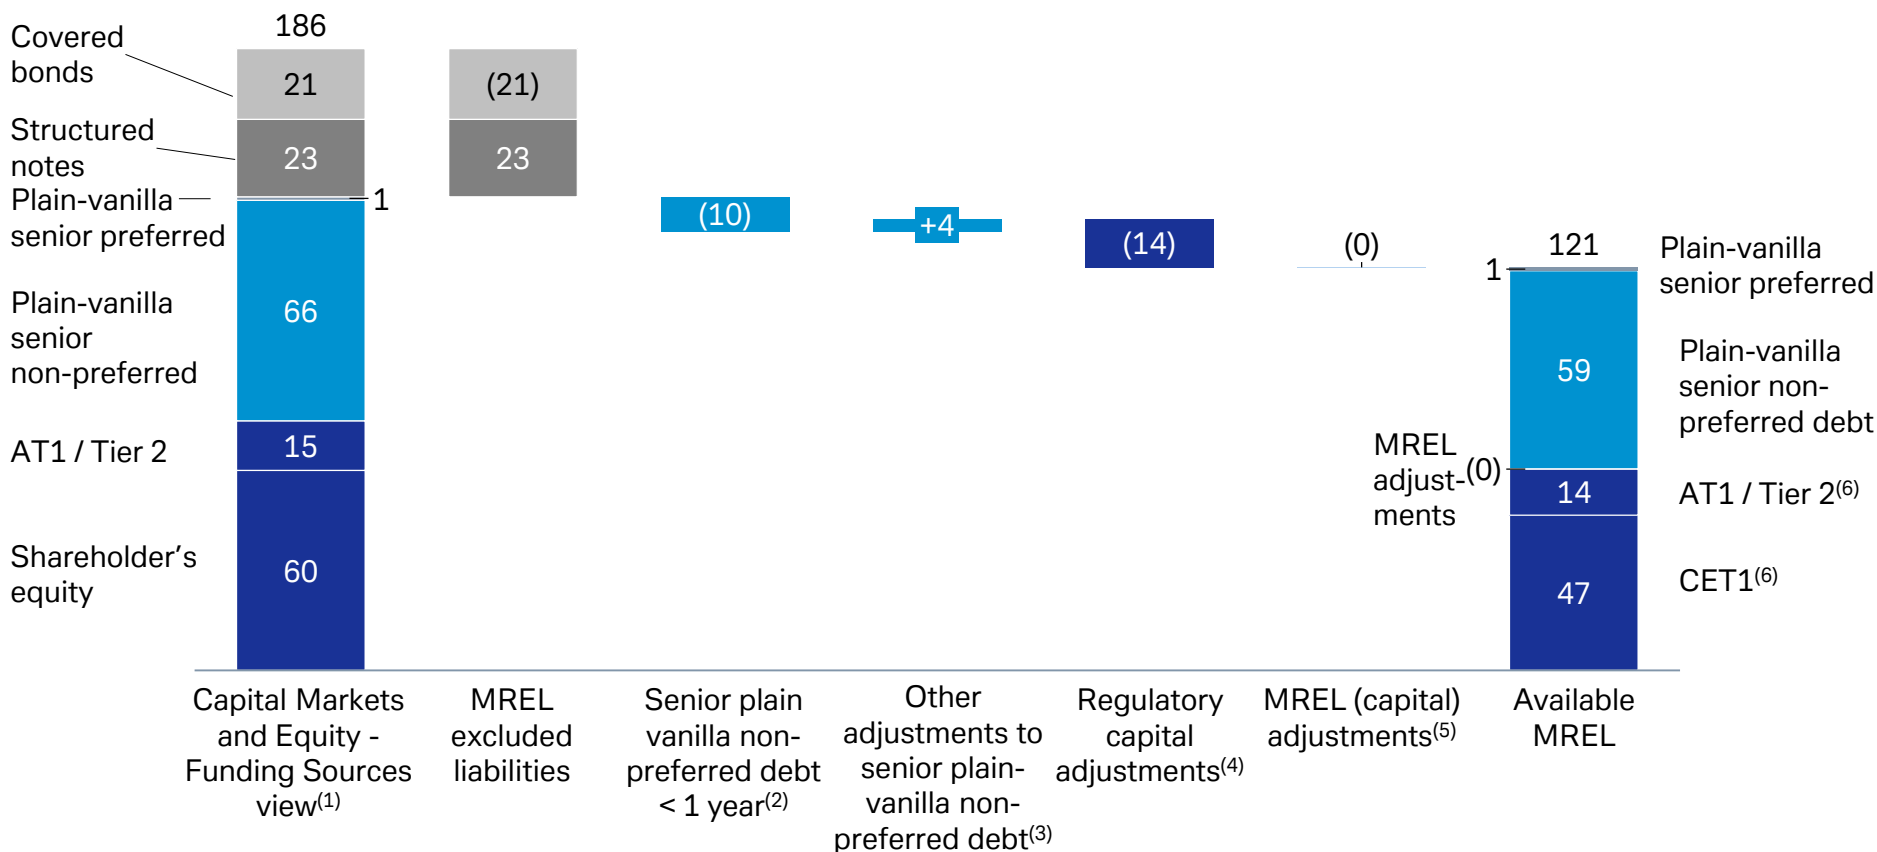 Covered
bonds
Structured
notes
Plain-vanilla
senior preferred
Plain-vanilla
senior
non-preferred
AT1 / Tier 2
Shareholder’s
equity
186
21
23
1
66
15
60
(21)
23
(10)
+4
(14)
(0)
121
1
59
MREL
adjust-
ments
(0)
14
47
Plain-vanilla
senior preferred
Plain-vanilla
senior non-
preferred debt
AT1 / Tier 2(6)
CET1(6)
Capital Markets
and Equity -
Funding Sources
view(1)
MREL
excluded
liabilities
Senior plain
vanilla non-
preferred debt
< 1 year(2)
Other
adjustments to
senior plain-
vanilla non-
preferred debt(3)
Regulatory
capital
adjustments(4)
MREL (capital)
adjustments(5)
Available
MREL